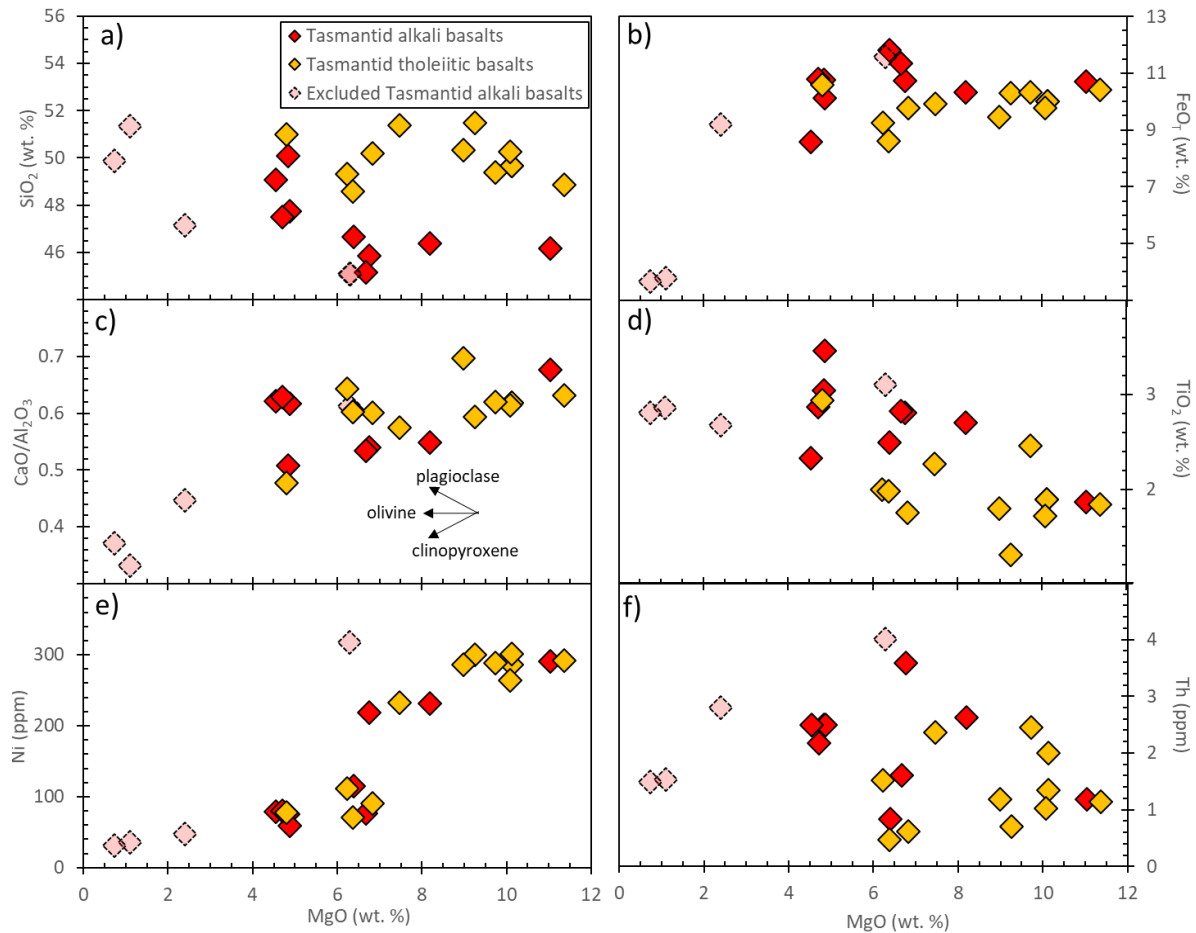 a)
Tasmantid alkali basalts
Tasmantid tholeiitic basalts
Excluded Tasmantid alkali basalts
56
54
52
50
48
46
SiO2 (wt. %)
b)
13
11
9
7
5
FeOT (wt. %)
c)
0.7
0.6
0.5
0.4
CaO/Al2O3
plagioclase
olivine
clinopyroxene
d)
3
2
TiO2 (wt. %)
e)
300
200
100
0
Ni (ppm)
0 2 4 6 8 10 12
MgO (wt. %)
f)
4
3
2
1
0
Th (ppm)
0 2 4 6 8 10 12
MgO (wt. %)